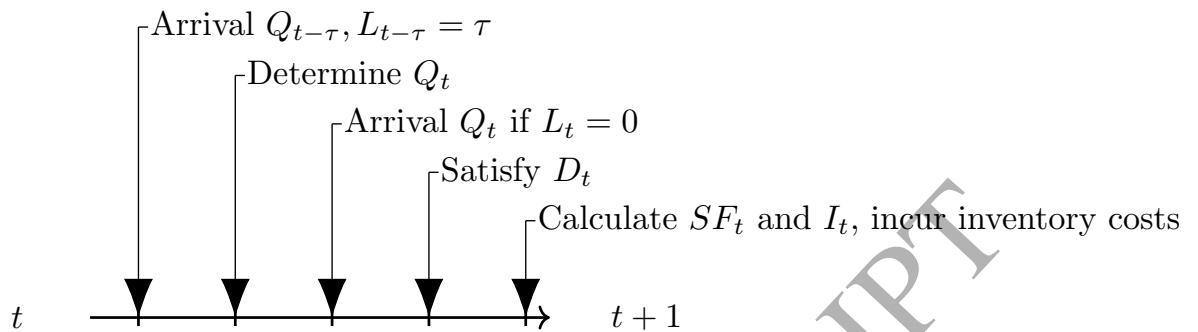 Arrival Q_{t−τ}, L_{t−τ} = τ
Determine Q_t
Arrival Q_t if L_t = 0
Satisfy D_t
Calculate SF_t and I_t, incur inventory costs
t
t + 1